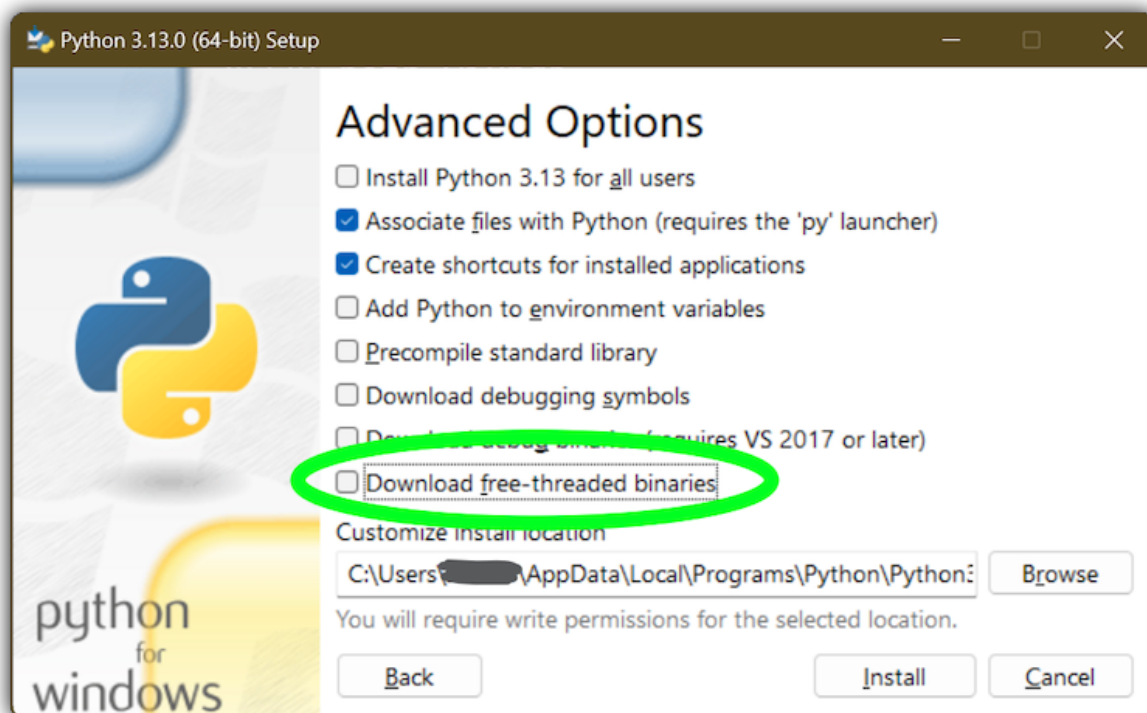 Python 3.13.0 (64-bit) Setup
Advanced Options
Install Python 3.13 for all users
Associate files with Python (requires the 'py' launcher)
Create shortcuts for installed applications
Add Python to environment variables
Precompile standard library
Download debugging symbols
Download debug binaries (requires VS 2017 or later)
Download free-threaded binaries
Customize install location
C:\Users\ \AppData\Local\Programs\Python\Python3
Browse
You will require write permissions for the selected location.
python
for
windows
Back
Install
Cancel